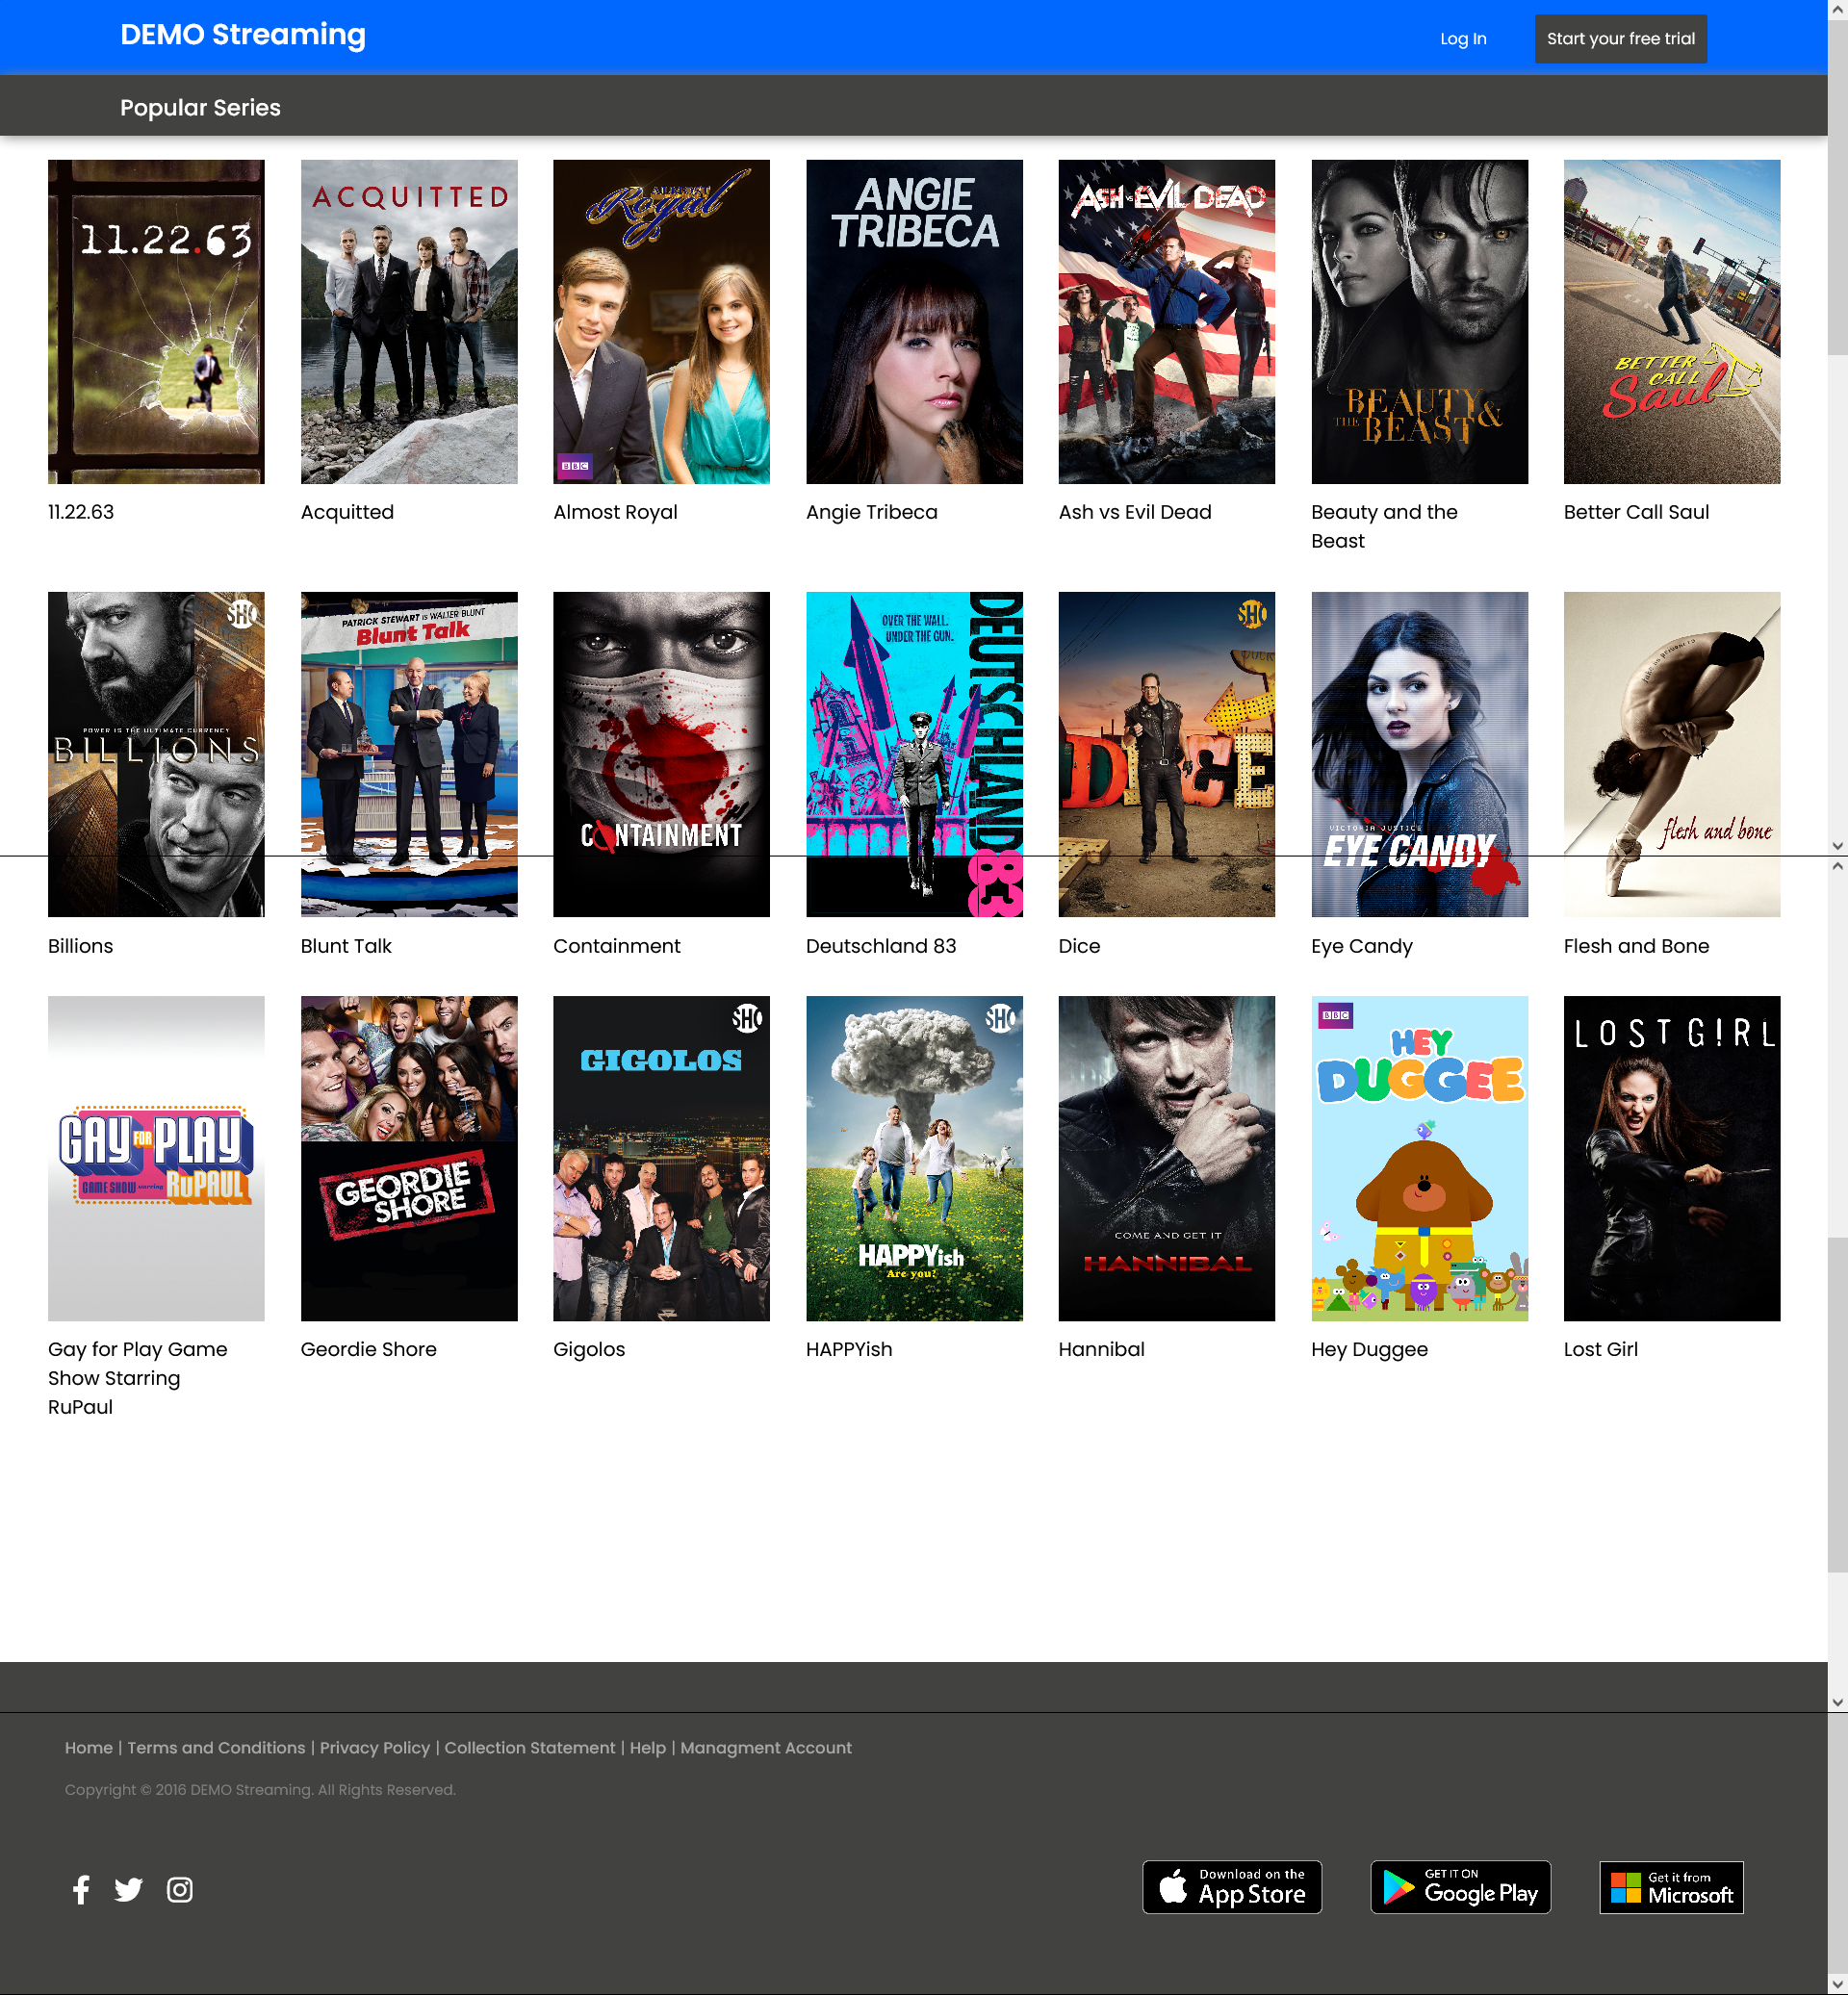 DEMO Streaming
Log In
Start your free trial
Popular Series
11.22.63
ACQUITTED
ALMOST
Royal
BBC
ANGIE
TRIBECA
ASH VS EVIL DEAD
BEAUTY &
THE BEAST
BETTER
CALL
Saul
11.22.63
Acquitted
Almost Royal
Angie Tribeca
Ash vs Evil Dead
Beauty and the
Beast
Better Call Saul
SHO
POWER IS THE ULTIMATE CURRENCY
BILLIONS
PATRICK STEWART IS WALTER BLUNT
Blunt Talk
CONTAINMENT
OVER THE WALL.
UNDER THE GUN.
DEUTSCHLAND
83
SHO
DICE
VICTORIA JUSTICE
EYE CANDY
flesh and bone
Billions
Blunt Talk
Containment
Deutschland 83
Dice
Eye Candy
Flesh and Bone
GAY FOR PLAY
GAME SHOW starring RuPAUL
GEORDIE
SHORE
SHO
GIGOLOS
SHO
HAPPYish
Are you?
COME AND GET IT
HANNIBAL
BBC
HEY
DUGGEE
LOST GIRL
Gay for Play Game
Show Starring
RuPaul
Geordie Shore
Gigolos
HAPPYish
Hannibal
Hey Duggee
Lost Girl
Home | Terms and Conditions | Privacy Policy | Collection Statement | Help | Managment Account
Copyright © 2016 DEMO Streaming. All Rights Reserved.
Download on the
App Store
GET IT ON
Google Play
Get it from
Microsoft